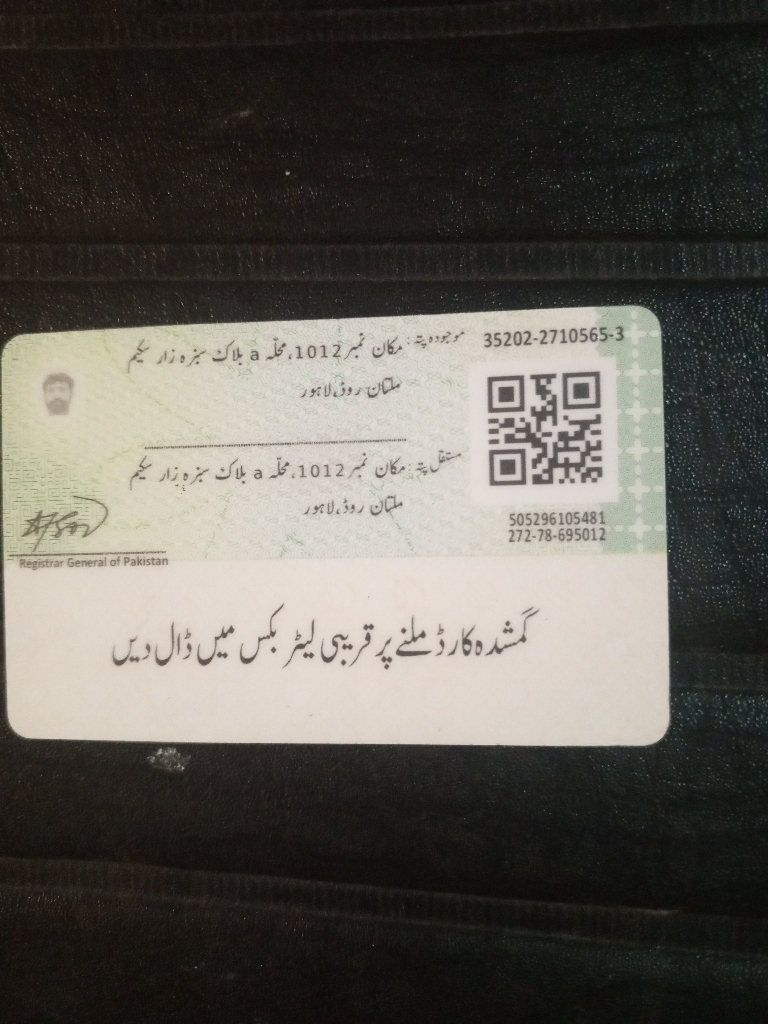 35202-2710565-3
موجودہ پتہ: مکان نمبر 1012، محلّہ a بلاک سبزہ زار سکیم
ملتان روڈ، لاہور
مستقل پتہ: مکان نمبر 1012، محلّہ a بلاک سبزہ زار سکیم
ملتان روڈ، لاہور
505296105481
272-78-695012
Registrar General of Pakistan
گمشدہ کارڈ ملنے پر قریبی لیٹر بکس میں ڈال دیں